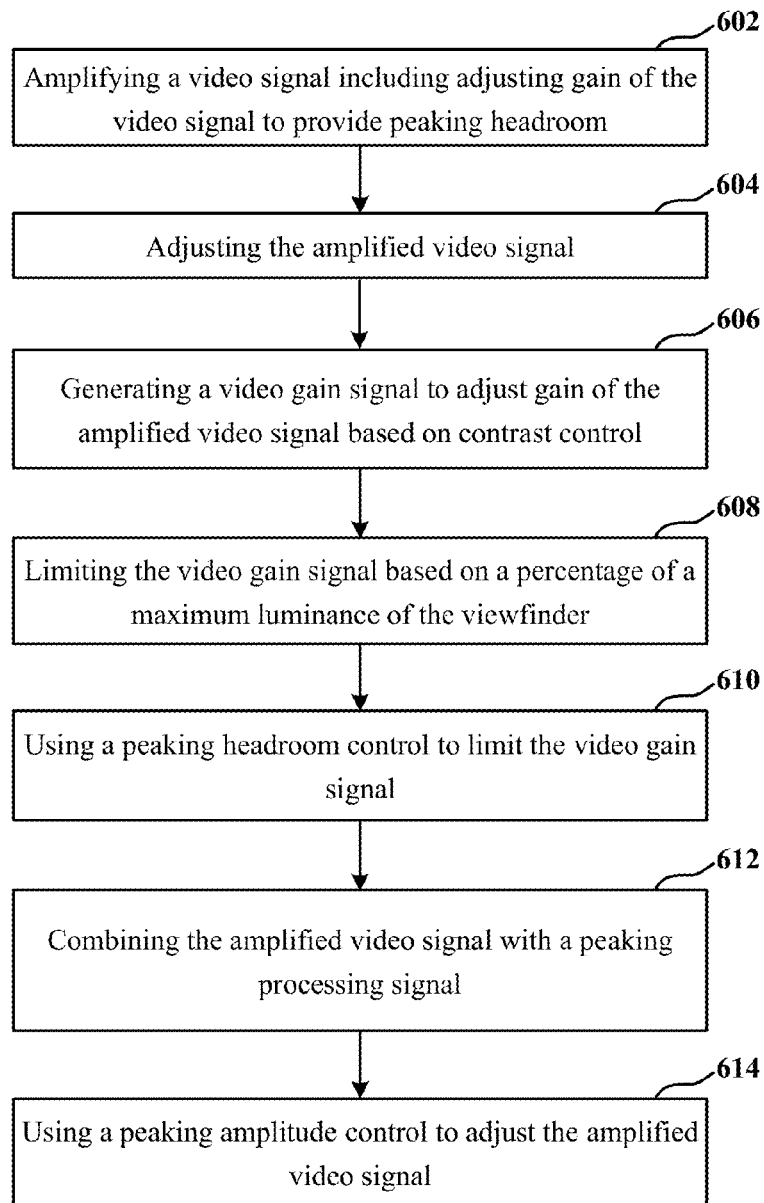 602
Amplifying a video signal including adjusting gain of the
video signal to provide peaking headroom
604
Adjusting the amplified video signal
606
Generating a video gain signal to adjust gain of the
amplified video signal based on contrast control
608
Limiting the video gain signal based on a percentage of a
maximum luminance of the viewfinder
610
Using a peaking headroom control to limit the video gain
signal
612
Combining the amplified video signal with a peaking
processing signal
614
Using a peaking amplitude control to adjust the amplified
video signal